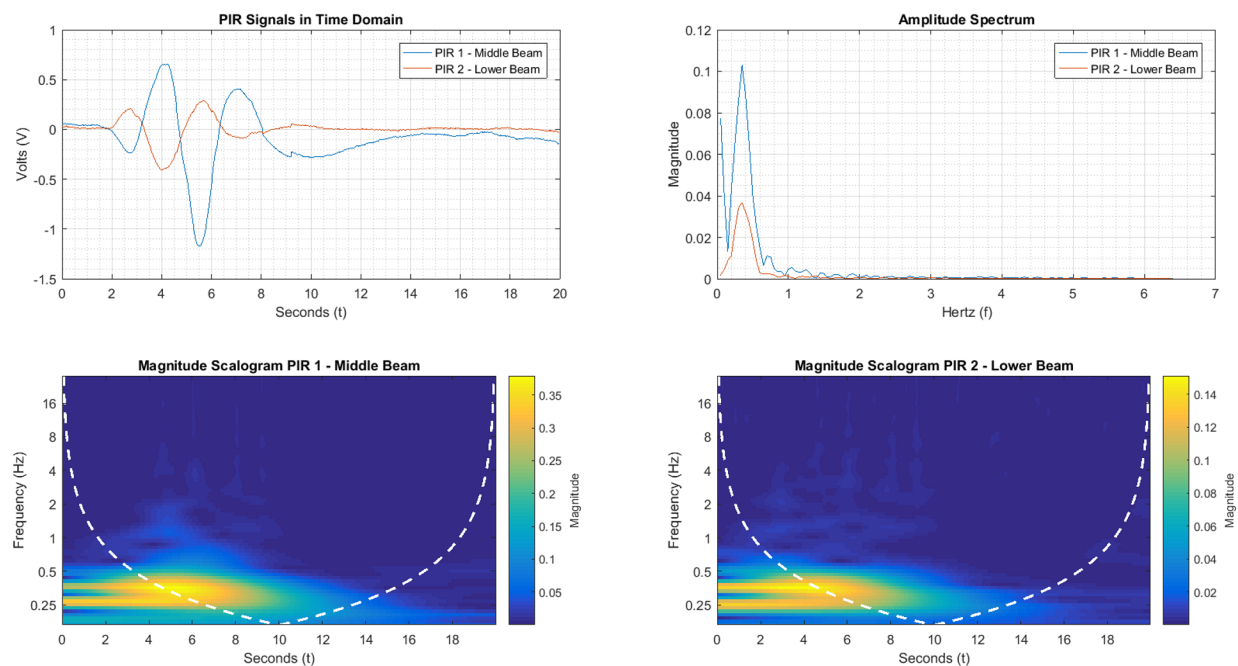 PIR Signals in Time Domain
1
0.5
0
-0.5
-1
-1.5
Volts (V)
PIR 1 - Middle Beam
PIR 2 - Lower Beam
0 2 4 6 8 10 12 14 16 18 20
Seconds (t)
Amplitude Spectrum
0.12
0.1
0.08
0.06
0.04
0.02
0
Magnitude
PIR 1 - Middle Beam
PIR 2 - Lower Beam
0 1 2 3 4 5 6 7
Hertz (f)
Magnitude Scalogram PIR 1 - Middle Beam
16
8
4
2
1
0.5
0.25
Frequency (Hz)
0 2 4 6 8 10 12 14 16 18
Seconds (t)
0.35
0.3
0.25
0.2
0.15
0.1
0.05
Magnitude
Magnitude Scalogram PIR 2 - Lower Beam
16
8
4
2
1
0.5
0.25
Frequency (Hz)
0 2 4 6 8 10 12 14 16 18
Seconds (t)
0.14
0.12
0.1
0.08
0.06
0.04
0.02
Magnitude